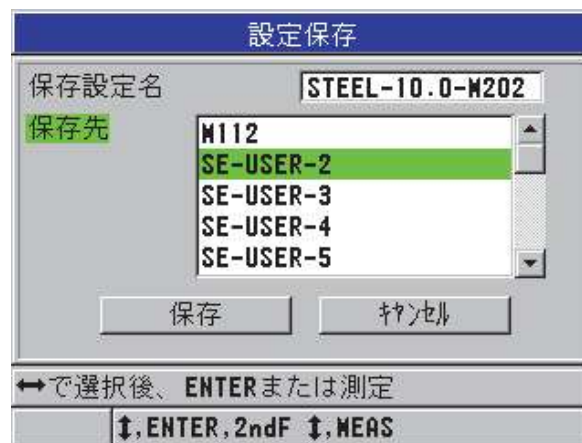 設定保存
保存設定名 STEEL-10.0-M202
保存先
M112
SE-USER-2
SE-USER-3
SE-USER-4
SE-USER-5
保存 ｷｬﾝｾﾙ
↔で選択後、ENTERまたは測定
↕,ENTER,2ndF ↕,MEAS